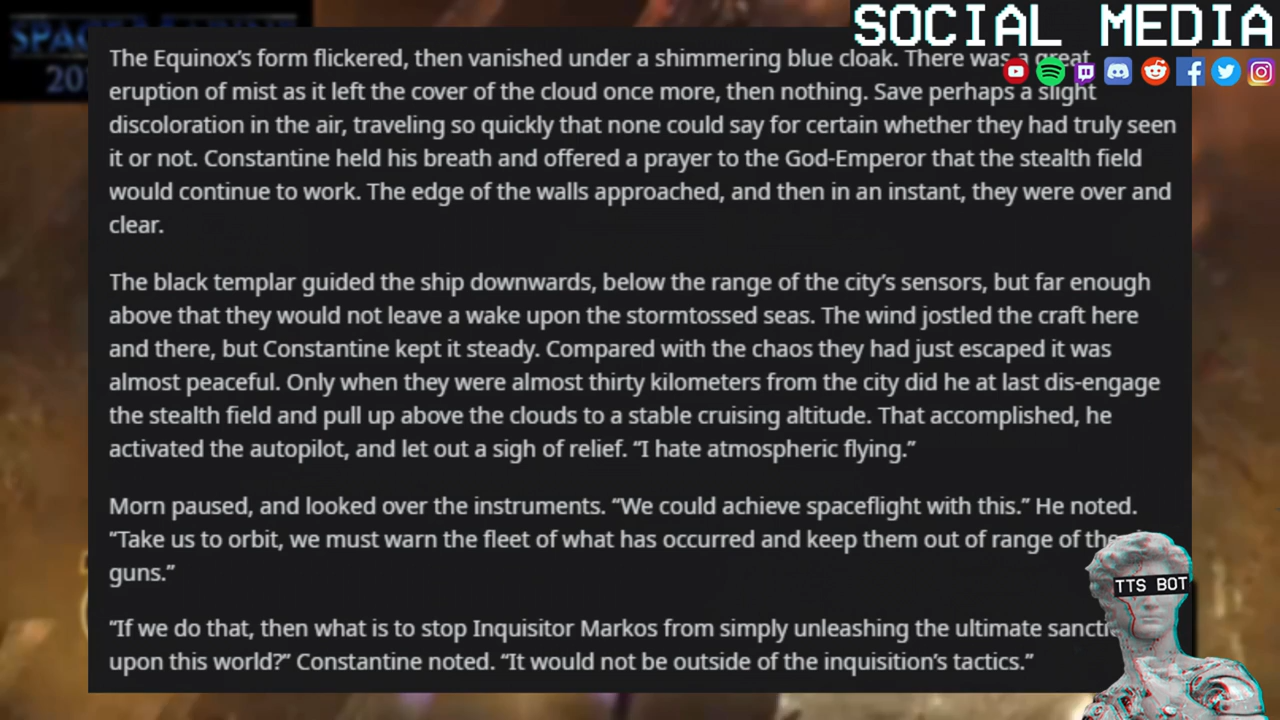 SOCIAL MEDIA
The Equinox’s form flickered, then vanished under a shimmering blue cloak. There was a great
eruption of mist as it left the cover of the cloud once more, then nothing. Save perhaps a slight
discoloration in the air, traveling so quickly that none could say for certain whether they had truly seen
it or not. Constantine held his breath and offered a prayer to the God-Emperor that the stealth field
would continue to work. The edge of the walls approached, and then in an instant, they were over and
clear.
The black templar guided the ship downwards, below the range of the city’s sensors, but far enough
above that they would not leave a wake upon the stormtossed seas. The wind jostled the craft here
and there, but Constantine kept it steady. Compared with the chaos they had just escaped it was
almost peaceful. Only when they were almost thirty kilometers from the city did he at last dis-engage
the stealth field and pull up above the clouds to a stable cruising altitude. That accomplished, he
activated the autopilot, and let out a sigh of relief. “I hate atmospheric flying.”
Morn paused, and looked over the instruments. “We could achieve spaceflight with this.” He noted.
“Take us to orbit, we must warn the fleet of what has occurred and keep them out of range of
guns.”
“If we do that, then what is to stop Inquisitor Markos from simply unleashing the ultimate
upon this world?” Constantine noted. “It would not be outside of the inquisition’s tactics.”
TTS BOT